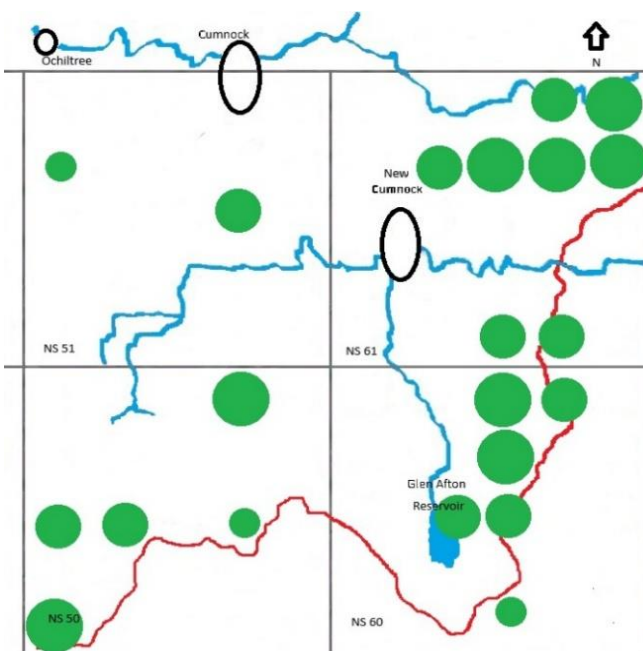 Cumnock
Ochiltree
N
New
Cumnock
NS 51
NS 61
Glen Afton
Reservoir
NS 50
NS 60